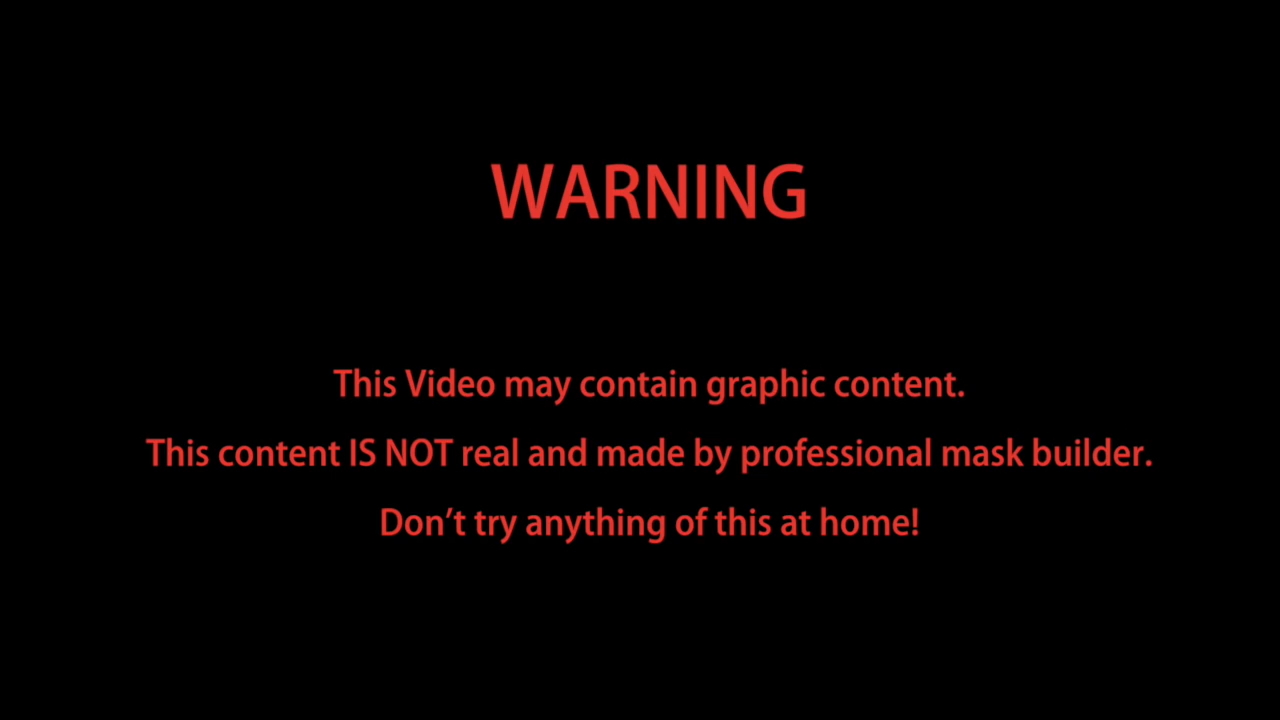 WARNING
This Video may contain graphic content.
This content IS NOT real and made by professional mask builder.
Don’t try anything of this at home!